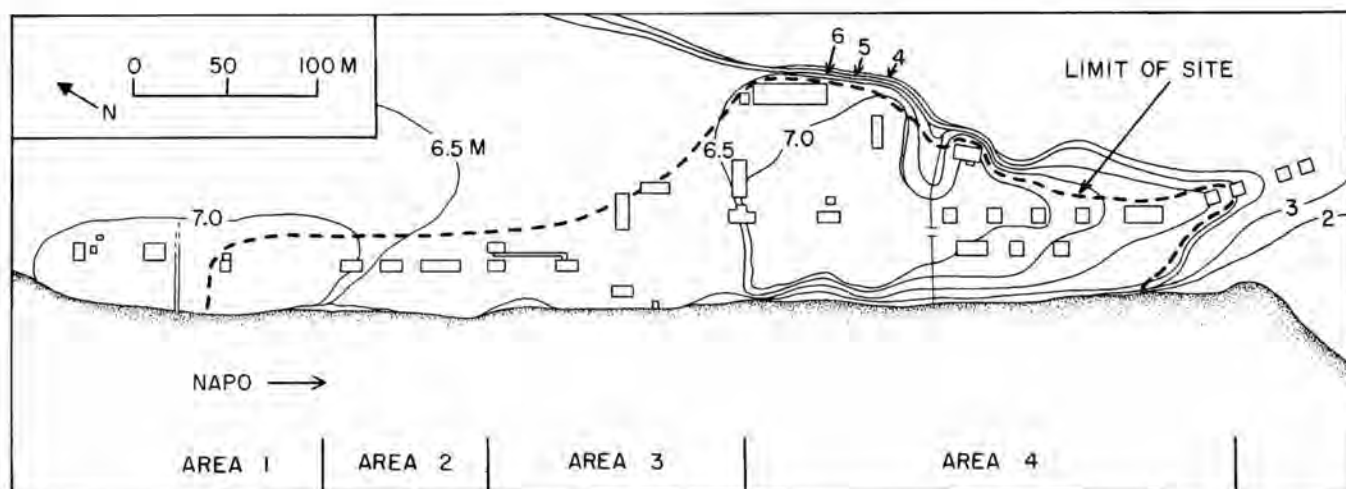 0 50 100 M
N
6 5 4
LIMIT OF SITE
6.5 M
7.0
6.5 7.0
3
2
NAPO
AREA 1 AREA 2 AREA 3 AREA 4